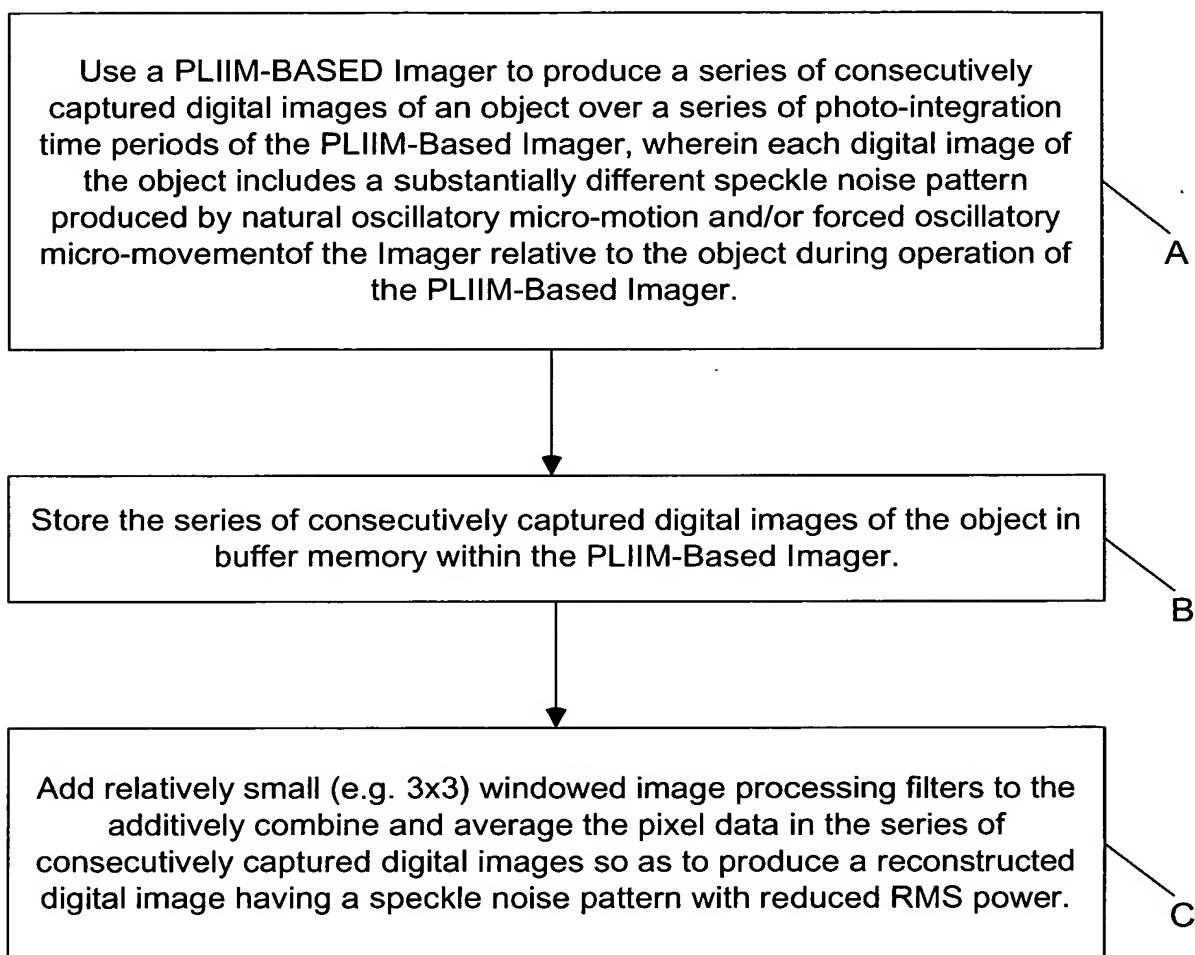 Use a PLIIM-BASED Imager to produce a series of consecutively
captured digital images of an object over a series of photo-integration
time periods of the PLIIM-Based Imager, wherein each digital image of
the object includes a substantially different speckle noise pattern
produced by natural oscillatory micro-motion and/or forced oscillatory
micro-movementof the Imager relative to the object during operation of
the PLIIM-Based Imager.
A
Store the series of consecutively captured digital images of the object in
buffer memory within the PLIIM-Based Imager.
B
Add relatively small (e.g. 3x3) windowed image processing filters to the
additively combine and average the pixel data in the series of
consecutively captured digital images so as to produce a reconstructed
digital image having a speckle noise pattern with reduced RMS power.
C